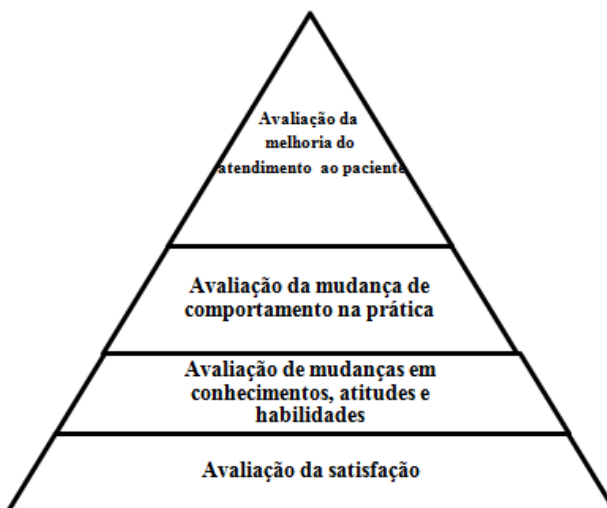 Avaliação da
melhoria do
atendimento ao paciente
Avaliação da mudança de
comportamento na prática
Avaliação de mudanças em
conhecimentos, atitudes e
habilidades
Avaliação da satisfação